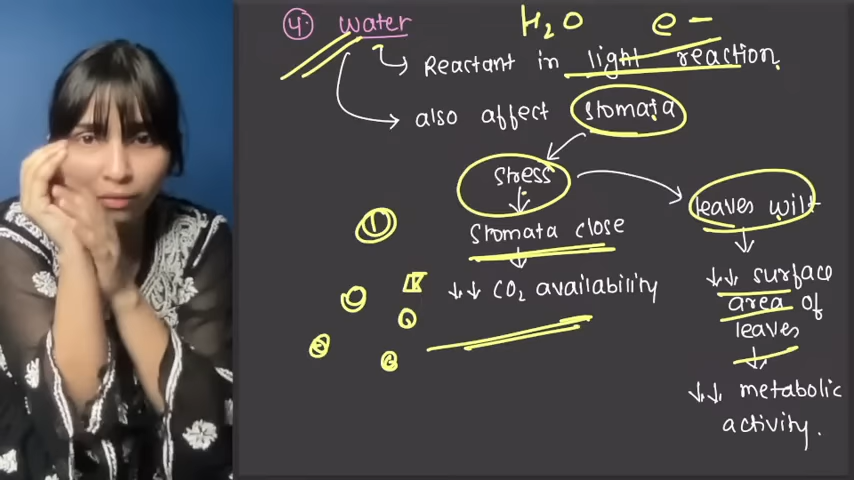 ④ water
H₂O e-
Reactant in light reaction.
also affect stomata
stress
leaves wilt
Stomata close
↓↓ CO₂ availability
↓↓ surface
area of
leaves
↓↓ metabolic
activity.
①